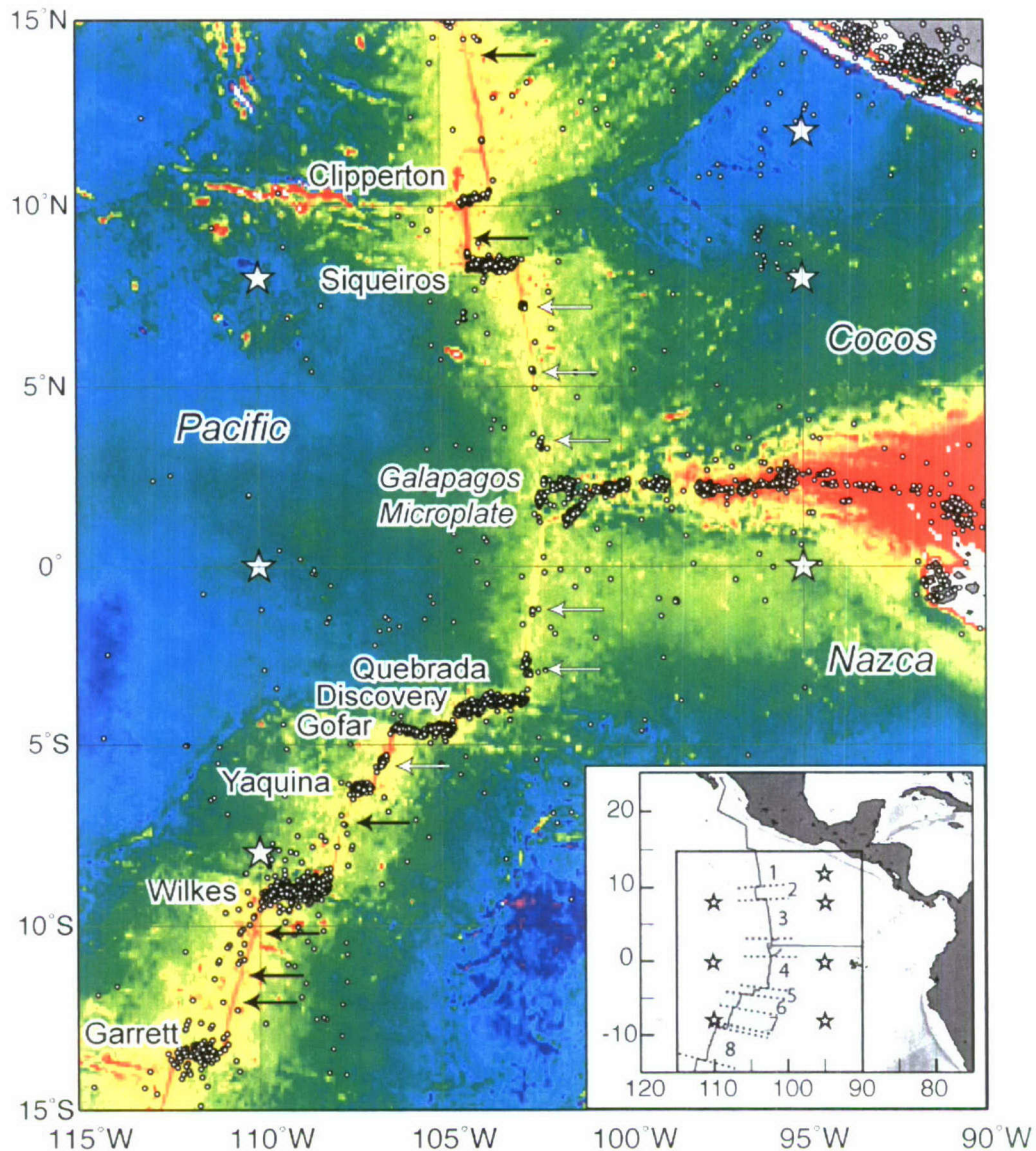 15°N
Clipperton
10°N
Siqueiros
Cocos
5°N
Pacific
Galapagos
Microplate
0°
Quebrada
Nazca
Discovery
Gofar
5°S
Yaquina
Wilkes
10°S
Garrett
15°S
115°W 110°W 105°W 100°W 95°W 90°W
20
10
0
-10
1
2
3
4
5
6
8
120 110 100 90 80